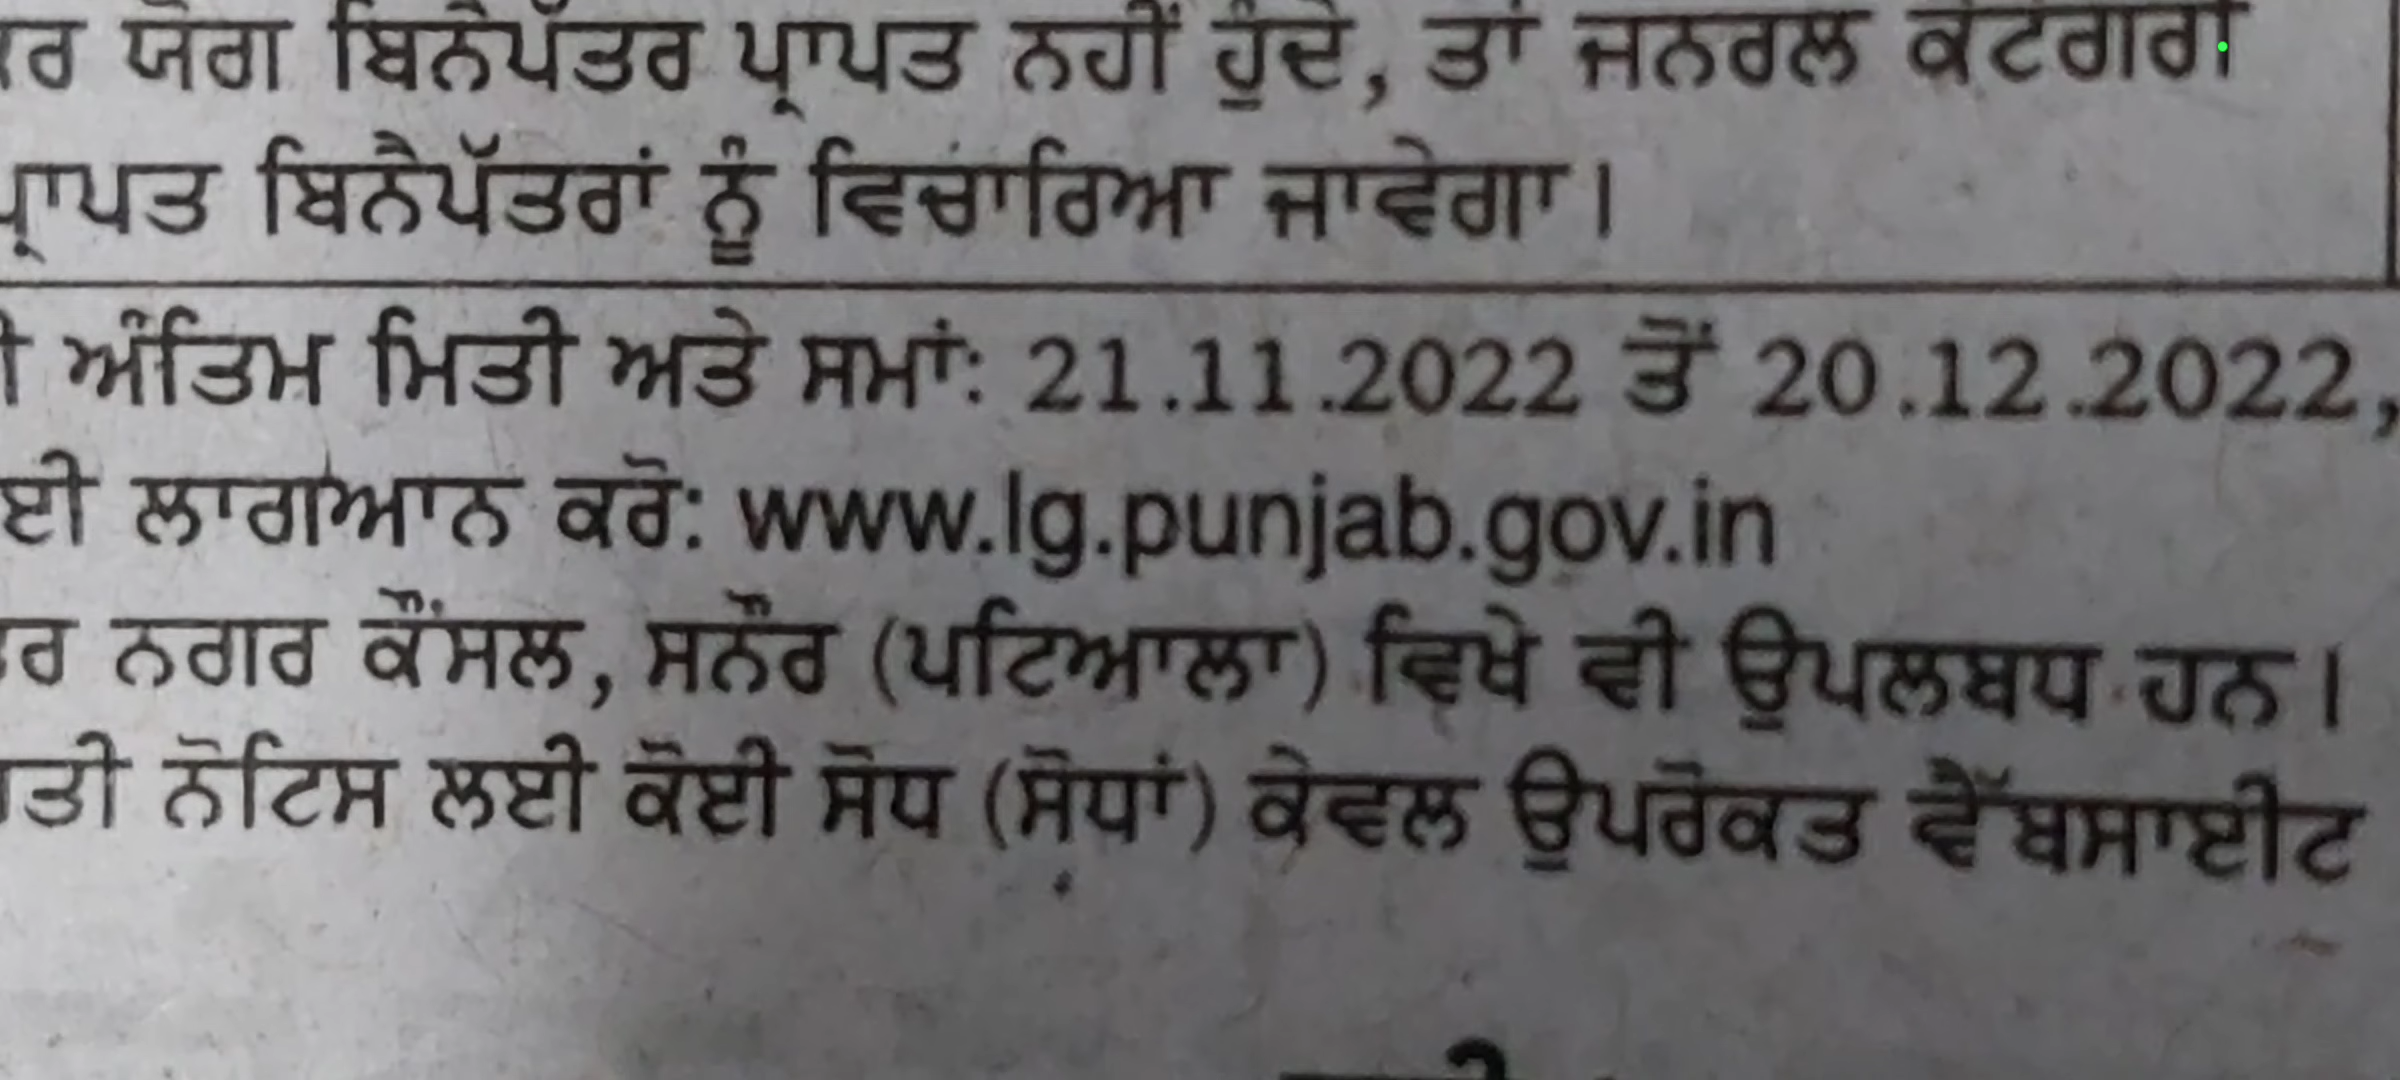 ਯੋਗ ਬਿਨੈਪੱਤਰ ਪ੍ਰਾਪਤ ਨਹੀਂ ਹੁੰਦੇ, ਤਾਂ ਜਨਰਲ ਕੈਟੇਗਰੀ
ਪ੍ਰਾਪਤ ਬਿਨੈਪੱਤਰਾਂ ਨੂੰ ਵਿਚਾਰਿਆ ਜਾਵੇਗਾ।
ਅੰਤਿਮ ਮਿਤੀ ਅਤੇ ਸਮਾਂ: 21.11.2022 ਤੋਂ 20.12.2022,
ਲਾਗਆਨ ਕਰੋ: www.lg.punjab.gov.in
ਨਗਰ ਕੌਂਸਲ, ਸਨੌਰ (ਪਟਿਆਲਾ) ਵਿਖੇ ਵੀ ਉਪਲਬਧ ਹਨ।
ਨੋਟਿਸ ਲਈ ਕੋਈ ਸੋਧ (ਸੋਧਾਂ) ਕੇਵਲ ਉਪਰੋਕਤ ਵੈੱਬਸਾਈਟ